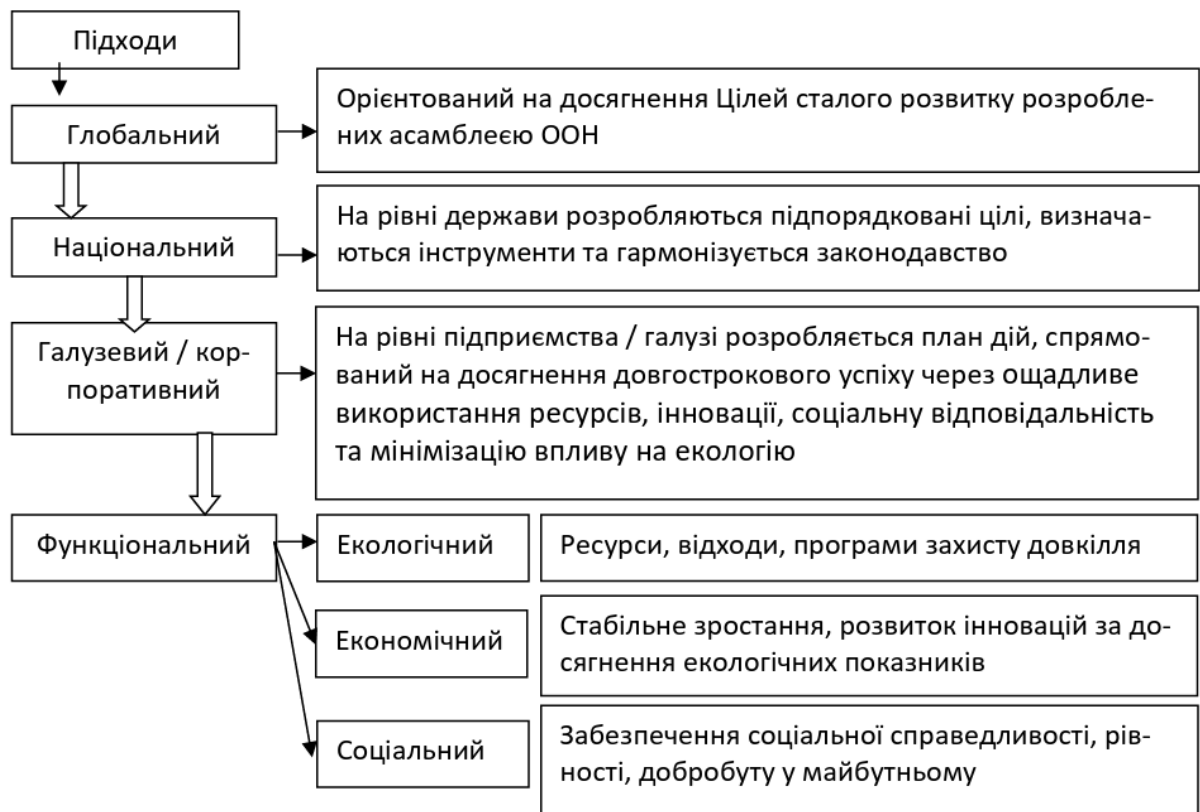 Підходи
Глобальний
Орієнтований на досягнення Цілей сталого розвитку розробле-
них асамблеєю ООН
Національний
На рівні держави розробляються підпорядковані цілі, визнача-
ються інструменти та гармонізується законодавство
Галузевий / кор-
поративний
На рівні підприємства / галузі розробляється план дій, спрямо-
ваний на досягнення довгострокового успіху через ощадливе
використання ресурсів, інновації, соціальну відповідальність
та мінімізацію впливу на екологію
Функціональний
Екологічний
Ресурси, відходи, програми захисту довкілля
Економічний
Стабільне зростання, розвиток інновацій за до-
сягнення екологічних показників
Соціальний
Забезпечення соціальної справедливості, рів-
ності, добробуту у майбутньому